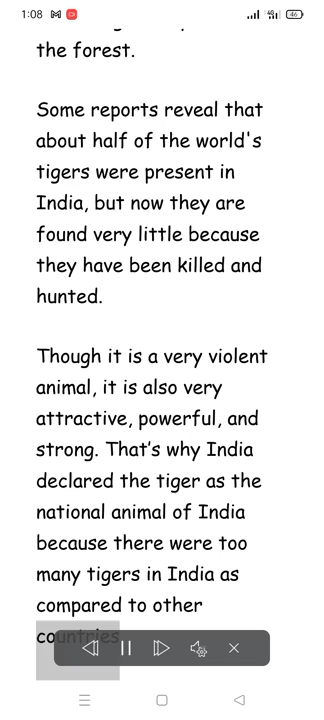 1:08
46
the forest.
Some reports reveal that
about half of the world's
tigers were present in
India, but now they are
found very little because
they have been killed and
hunted.
Though it is a very violent
animal, it is also very
attractive, powerful, and
strong. That's why India
declared the tiger as the
national animal of India
because there were too
many tigers in India as
compared to other
countries